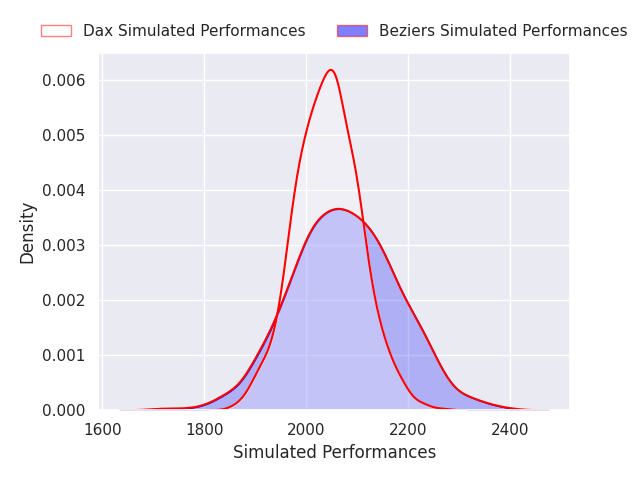 Dax Simulated Performances
Beziers Simulated Performances
0.006
0.005
0.004
0.003
0.002
0.001
0.000
Density
1600 1800 2000 2200 2400
Simulated Performances